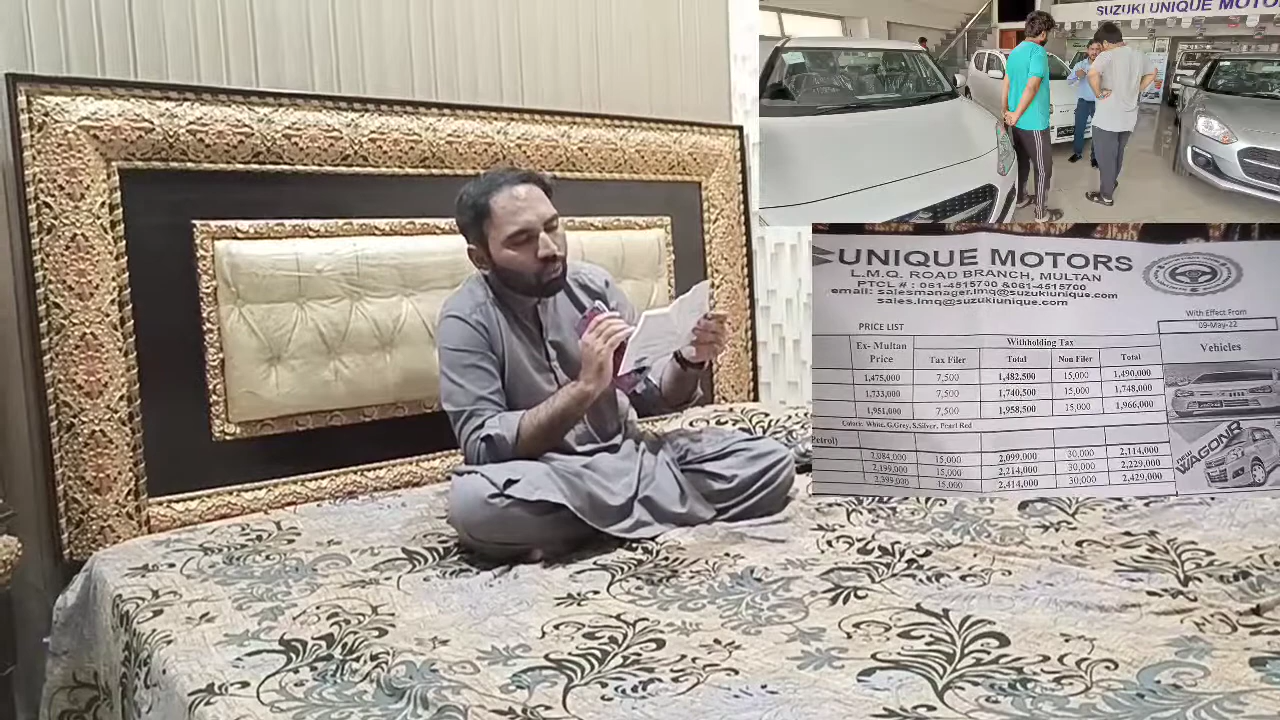 SUZUKI UNIQUE MOTOR
UNIQUE MOTORS
L.M.Q. ROAD BRANCH, MULTAN
PTCL # : 061-4515700 &061-4515700
email: salesmanager.lmq@suzukiunique.com
sales.lmq@suzukiunique.com
With Effect From
PRICE LIST
09-May-22
Ex- Multan Price Withholding Tax Vehicles
Tax Filer Total Non Filer Total
1,475,000 7,500 1,482,500 15,000 1,490,000
1,733,000 7,500 1,740,500 15,000 1,748,000
1,951,000 7,500 1,958,500 15,000 1,966,000
Colors: White, G.Grey, S.Silver, Pearl Red
Petrol)
2,084,000 15,000 2,099,000 30,000 2,114,000
2,199,000 15,000 2,214,000 30,000 2,229,000
2,399,000 15,000 2,414,000 30,000 2,429,000
WAGONR